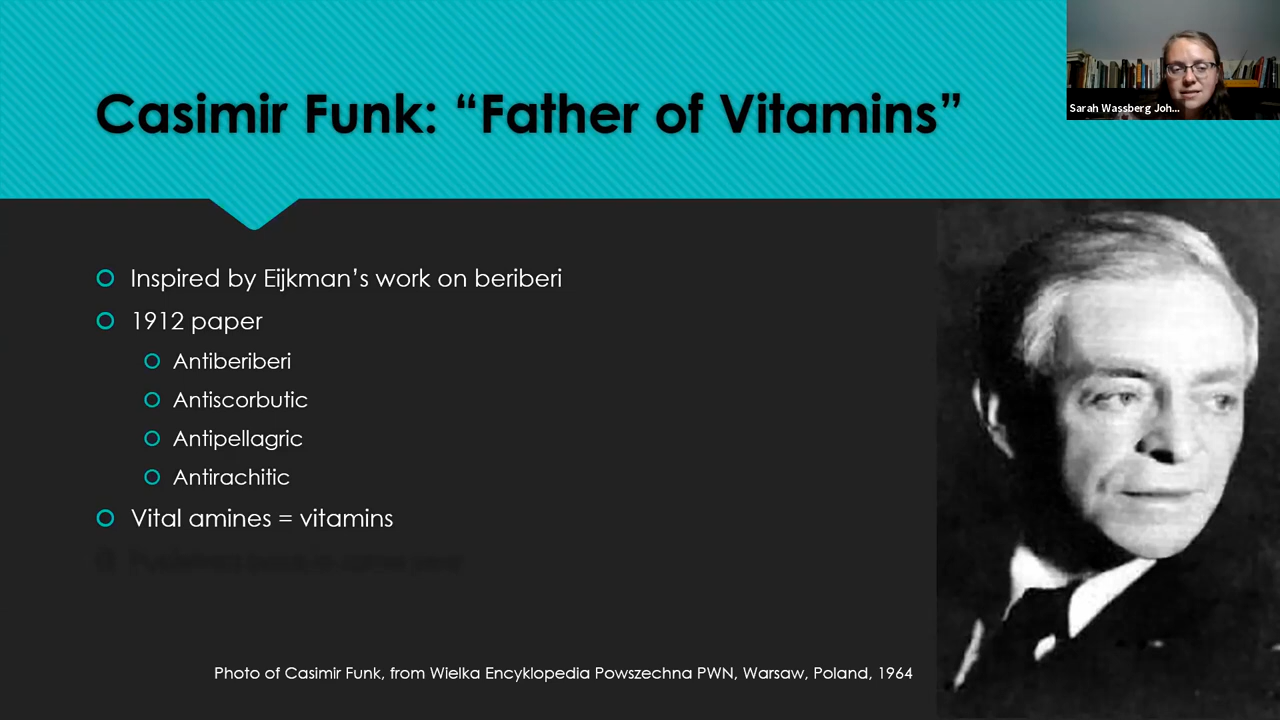 Casimir Funk: “Father of Vitamins”
Sarah Wassberg Joh...
Inspired by Eijkman’s work on beriberi
1912 paper
Antiberiberi
Antiscorbutic
Antipellagric
Antirachitic
Vital amines = vitamins
Photo of Casimir Funk, from Wielka Encyklopedia Powszechna PWN, Warsaw, Poland, 1964